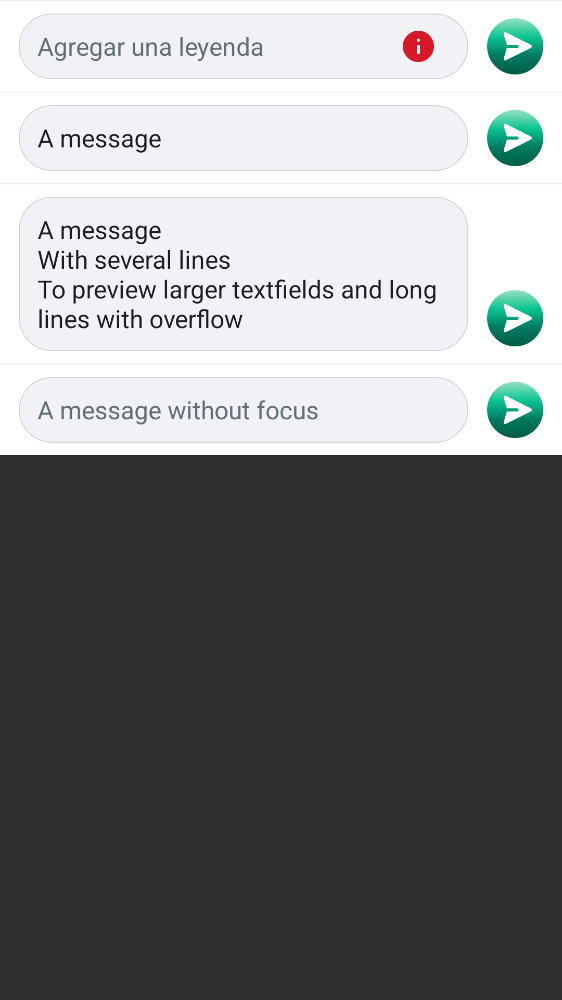 Agregar una leyenda
A message
A message
With several lines
To preview larger textfields and long
lines with overflow
A message without focus